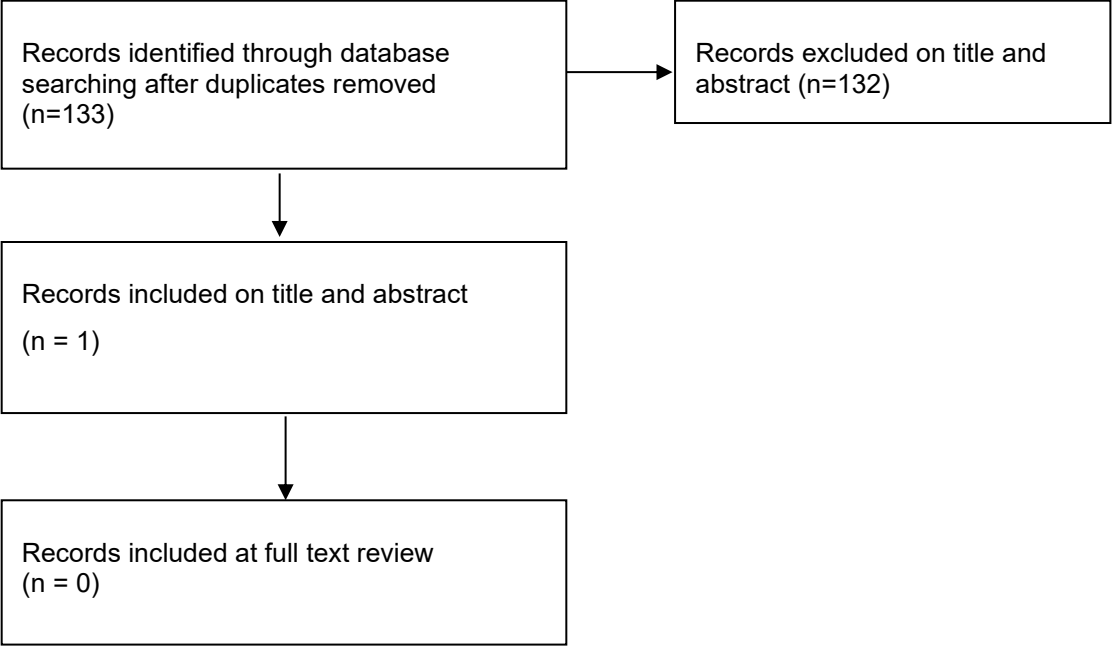 Records identified through database
searching after duplicates removed
(n=133)
Records excluded on title and
abstract (n=132)
Records included on title and abstract
(n = 1)
Records included at full text review
(n = 0)